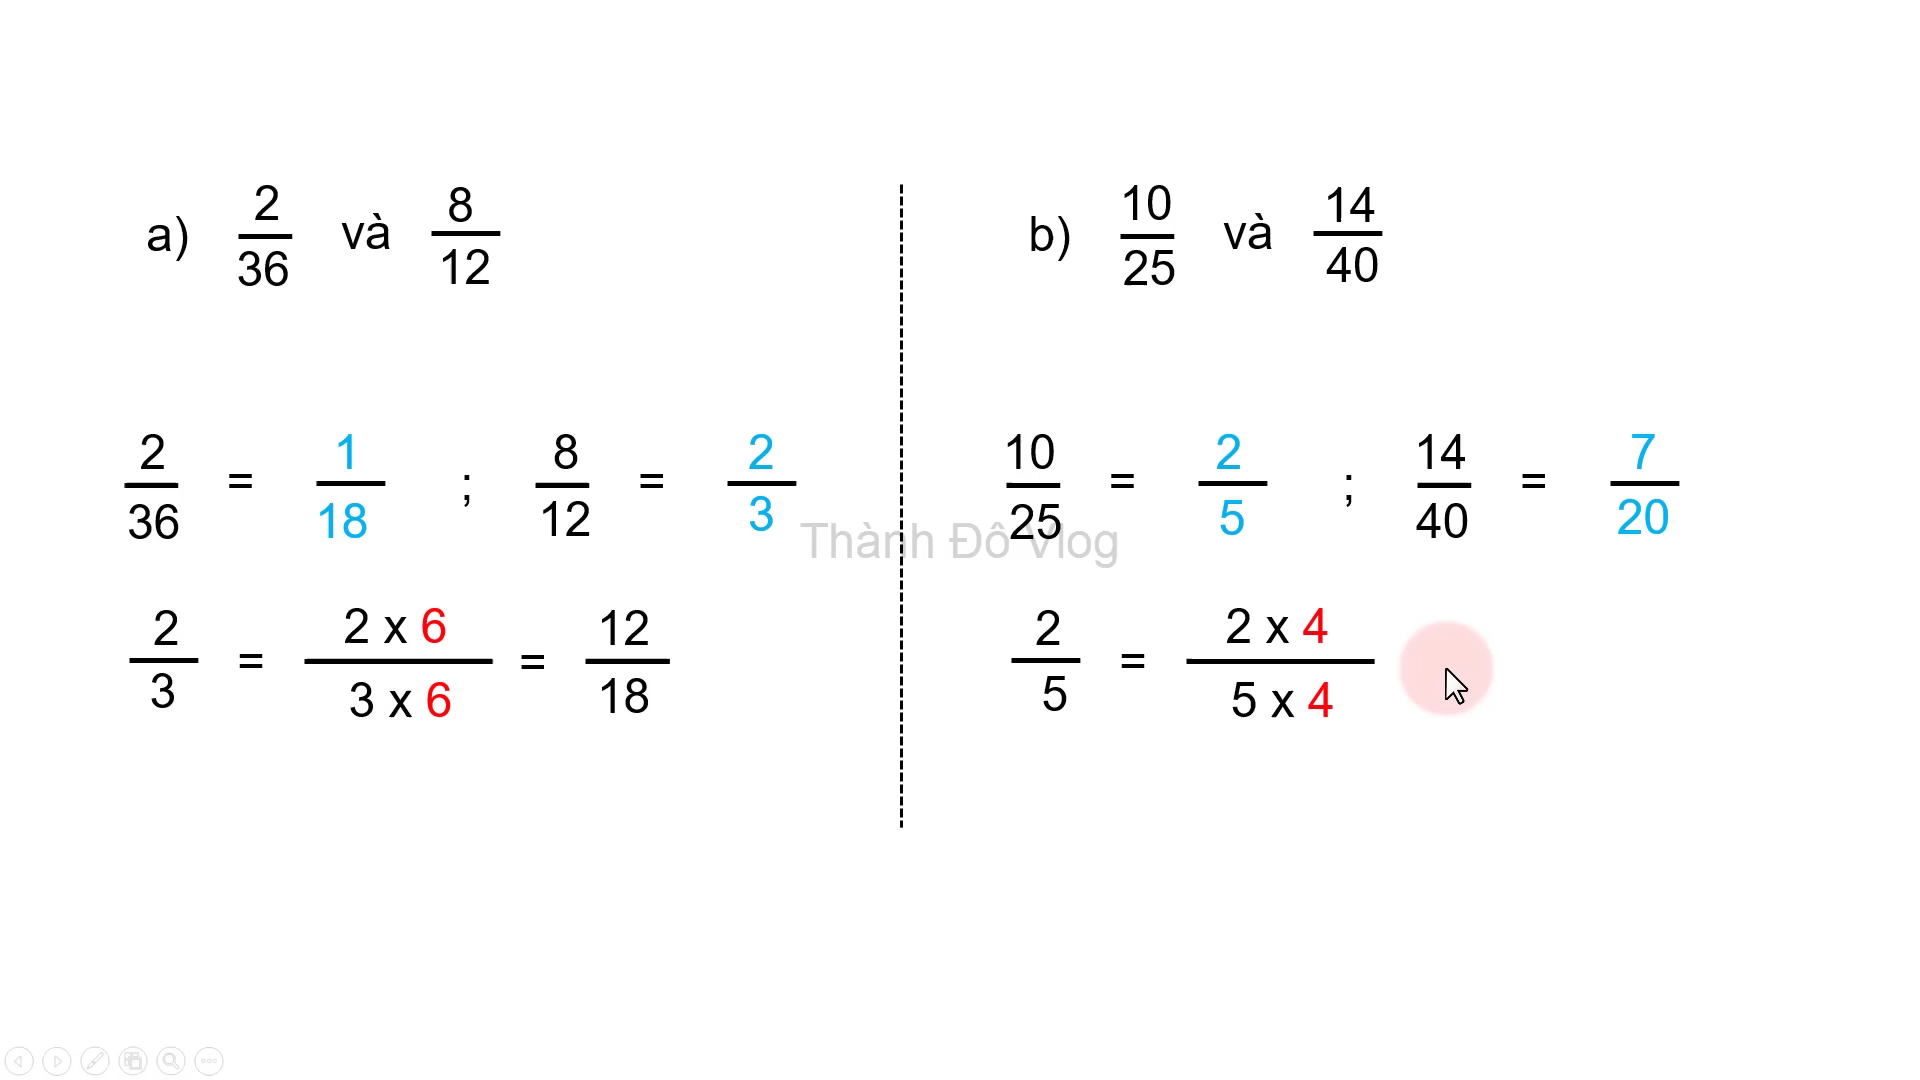 a) 2/36 và 8/12
2/36 = 1/18 ; 8/12 = 2/3
2/3 = 2 x 6 / 3 x 6 = 12/18
b) 10/25 và 14/40
10/25 = 2/5 ; 14/40 = 7/20
2/5 = 2 x 4 / 5 x 4
Thành Đô Vlog